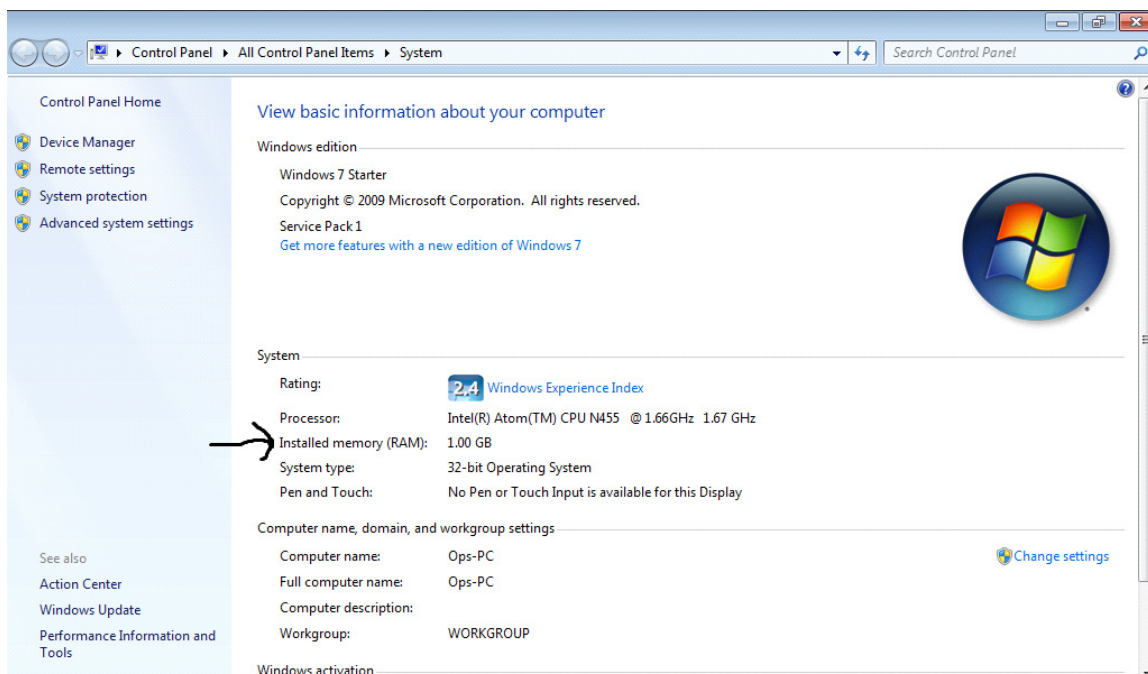 Control Panel ▸ All Control Panel Items ▸ System
Search Control Panel
Control Panel Home
Device Manager
Remote settings
System protection
Advanced system settings
View basic information about your computer
Windows edition
Windows 7 Starter
Copyright © 2009 Microsoft Corporation.  All rights reserved.
Service Pack 1
Get more features with a new edition of Windows 7
System
Rating: 2,4 Windows Experience Index
Processor: Intel(R) Atom(TM) CPU N455   @ 1.66GHz  1.67 GHz
Installed memory (RAM): 1.00 GB
System type: 32-bit Operating System
Pen and Touch: No Pen or Touch Input is available for this Display
Computer name, domain, and workgroup settings
Computer name: Ops-PC
Change settings
Full computer name: Ops-PC
Computer description:
Workgroup: WORKGROUP
Windows activation
See also
Action Center
Windows Update
Performance Information and
Tools